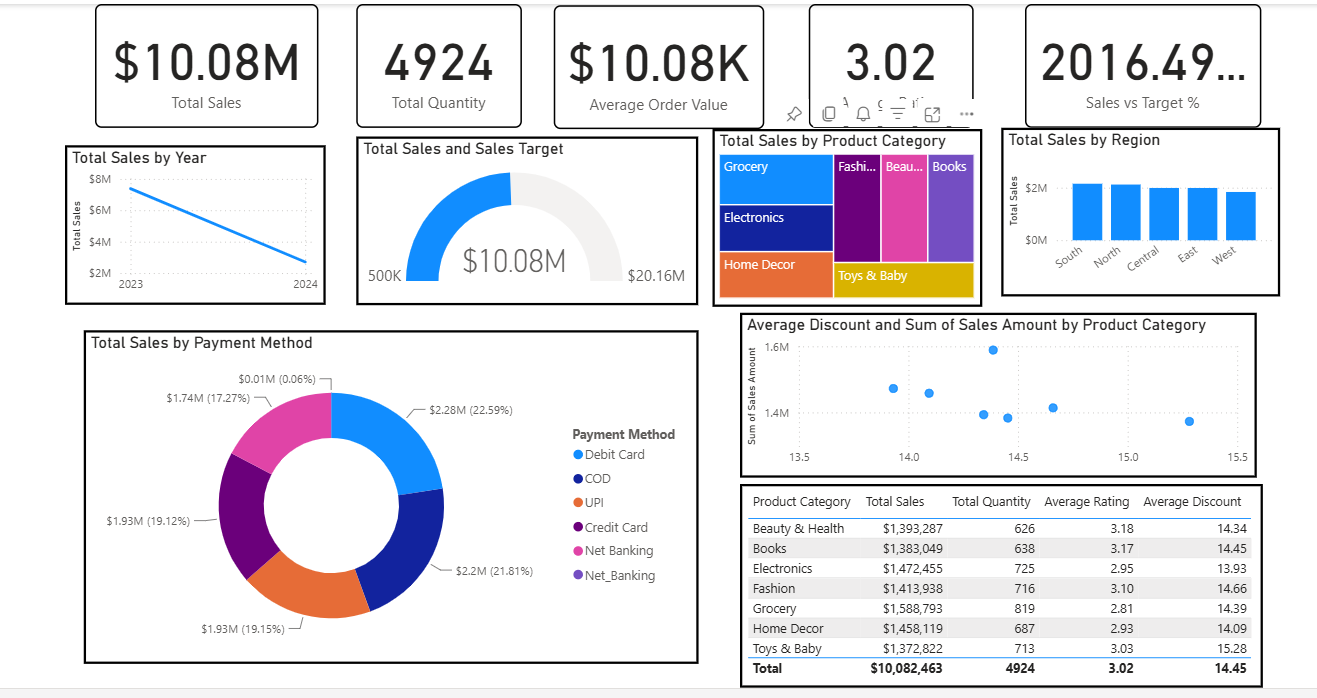 $10.08M
Total Sales
4924
Total Quantity
$10.08K
Average Order Value
3.02
2016.49...
Sales vs Target %
Total Sales by Year
Total Sales
$8M
$6M
$4M
$2M
2023 2024
Total Sales and Sales Target
500K $10.08M $20.16M
Total Sales by Product Category
Grocery
Electronics
Home Decor
Fashi...
Beau...
Books
Toys & Baby
Total Sales by Region
Total Sales
$2M
$0M
South North Central East West
Total Sales by Payment Method
$0.01M (0.06%)
$1.74M (17.27%)
$2.28M (22.59%)
$1.93M (19.12%)
$2.2M (21.81%)
$1.93M (19.15%)
Payment Method
Debit Card
COD
UPI
Credit Card
Net Banking
Net_Banking
Average Discount and Sum of Sales Amount by Product Category
Sum of Sales Amount
1.6M
1.4M
13.5 14.0 14.5 15.0 15.5
Product Category Total Sales Total Quantity Average Rating Average Discount
Beauty & Health $1,393,287 626 3.18 14.34
Books $1,383,049 638 3.17 14.45
Electronics $1,472,455 725 2.95 13.93
Fashion $1,413,938 716 3.10 14.66
Grocery $1,588,793 819 2.81 14.39
Home Decor $1,458,119 687 2.93 14.09
Toys & Baby $1,372,822 713 3.03 15.28
Total $10,082,463 4924 3.02 14.45